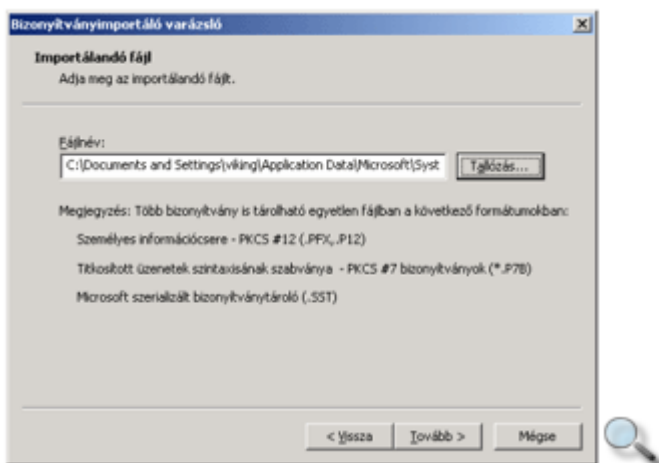 Bizonyítványimportáló varázsló
Importálandó fájl
Adja meg az importálandó fájlt.
Fájlnév:
C:\Documents and Settings\viking\Application Data\Microsoft\Syst
Tallózás...
Megjegyzés: Több bizonyítvány is tárolható egyetlen fájlban a következő formátumokban:
Személyes információcsere - PKCS #12 (.PFX,.P12)
Titkosított üzenetek szintaxisának szabványa - PKCS #7 bizonyítványok (*.P7B)
Microsoft szerializált bizonyítványtároló (.SST)
< Vissza Tovább > Mégse